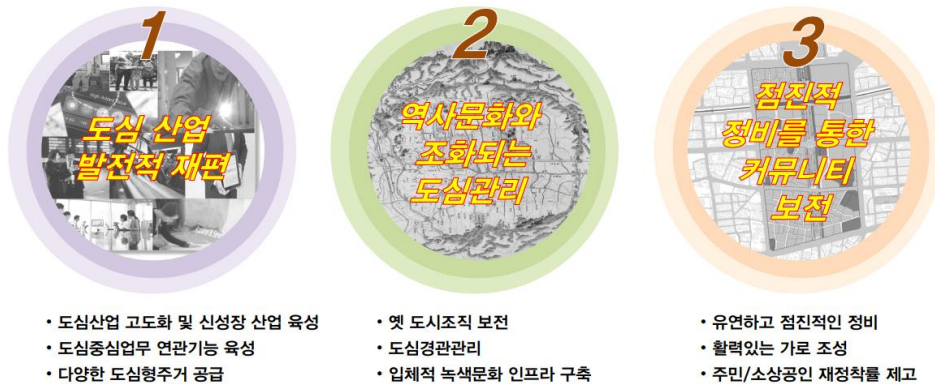 1
도심 산업
발전적 재편
• 도심산업 고도화 및 신성장 산업 육성
• 도심중심업무 연관기능 육성
• 다양한 도심형주거 공급
2
역사문화와
조화되는
도심관리
• 옛 도시조직 보전
• 도심경관관리
• 입체적 녹색문화 인프라 구축
3
점진적
정비를 통한
커뮤니티
보전
• 유연하고 점진적인 정비
• 활력있는 가로 조성
• 주민/소상공인 재정착률 제고